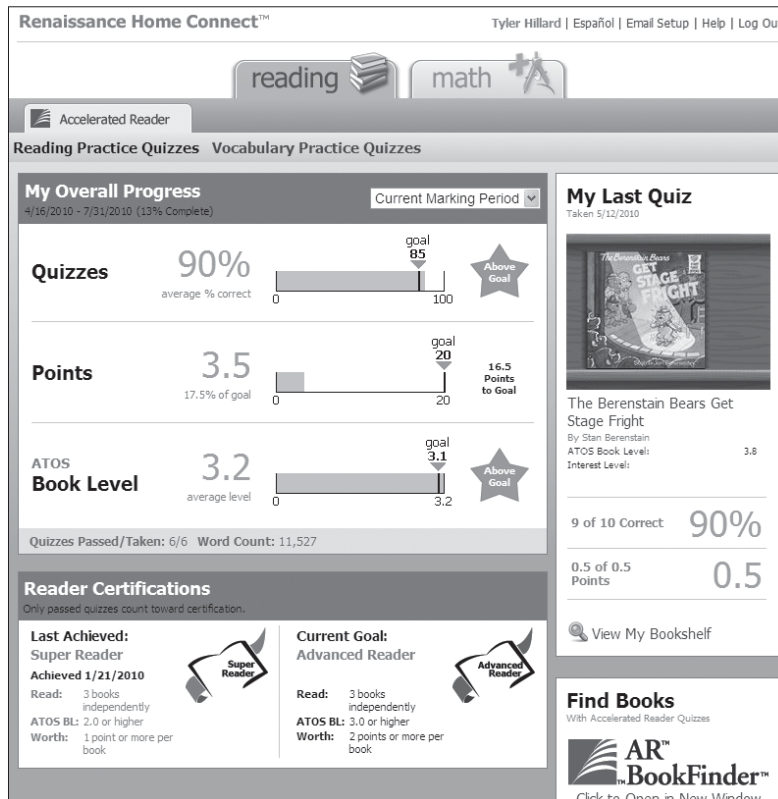 Renaissance Home Connect™
Tyler Hillard | Español | Email Setup | Help | Log Ou
reading
math
Accelerated Reader
Reading Practice Quizzes Vocabulary Practice Quizzes
My Overall Progress
4/16/2010 - 7/31/2010 (13% Complete)
Current Marking Period
Quizzes
90%
average % correct
goal
85
0
100
Above
Goal
Points
3.5
17.5% of goal
goal
20
0
20
16.5
Points
to Goal
ATOS
Book Level
3.2
average level
goal
3.1
0
3.2
Above
Goal
Quizzes Passed/Taken: 6/6 Word Count: 11,527
Reader Certifications
Only passed quizzes count toward certification.
Last Achieved:
Super Reader
Achieved 1/21/2010
Read: 3 books
independently
ATOS BL: 2.0 or higher
Worth: 1 point or more per
book
Super
Reader
Current Goal:
Advanced Reader
Read: 3 books
independently
ATOS BL: 3.0 or higher
Worth: 2 points or more per
book
Advanced
Reader
My Last Quiz
Taken 5/12/2010
The Berenstain Bears
GET
STAGE
FRIGHT
The Berenstain Bears Get
Stage Fright
By Stan Berenstain
ATOS Book Level: 3.8
Interest Level:
9 of 10 Correct 90%
0.5 of 0.5
Points
0.5
View My Bookshelf
Find Books
With Accelerated Reader Quizzes
AR™
BookFinder™
Click to Open in New Window